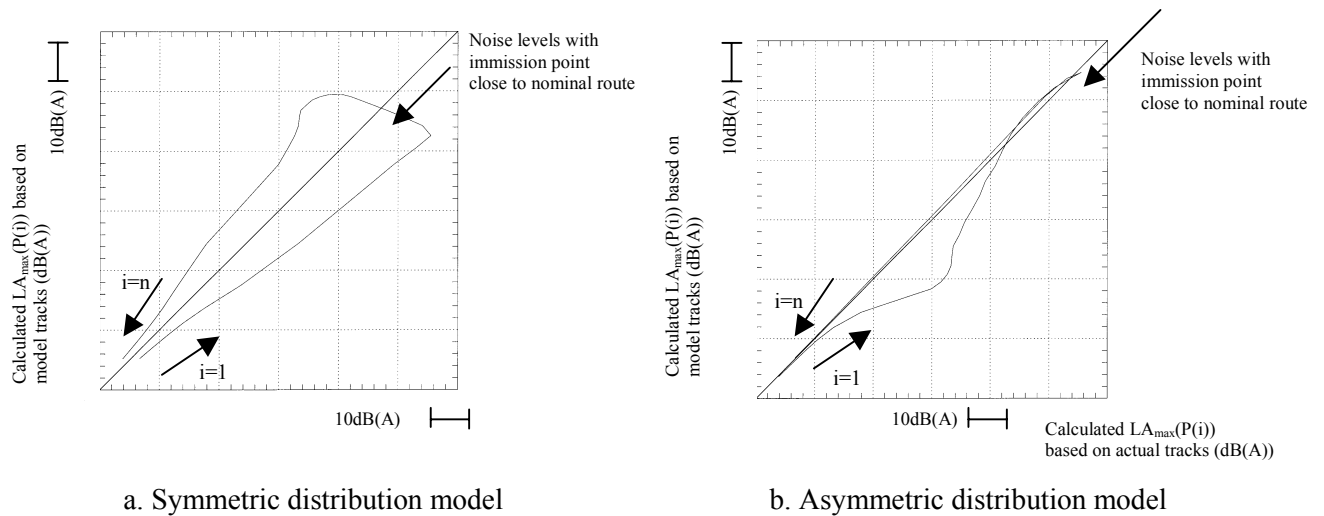 10dB(A)
Calculated LAmax(P(i)) based on
model tracks (dB(A))
Noise levels with
immission point
close to nominal route
i=n
i=1
10dB(A)
a. Symmetric distribution model
10dB(A)
Calculated LAmax(P(i)) based on
model tracks (dB(A))
Noise levels with
immission point
close to nominal route
i=n
i=1
10dB(A)
Calculated LAmax(P(i))
based on actual tracks (dB(A))
b. Asymmetric distribution model